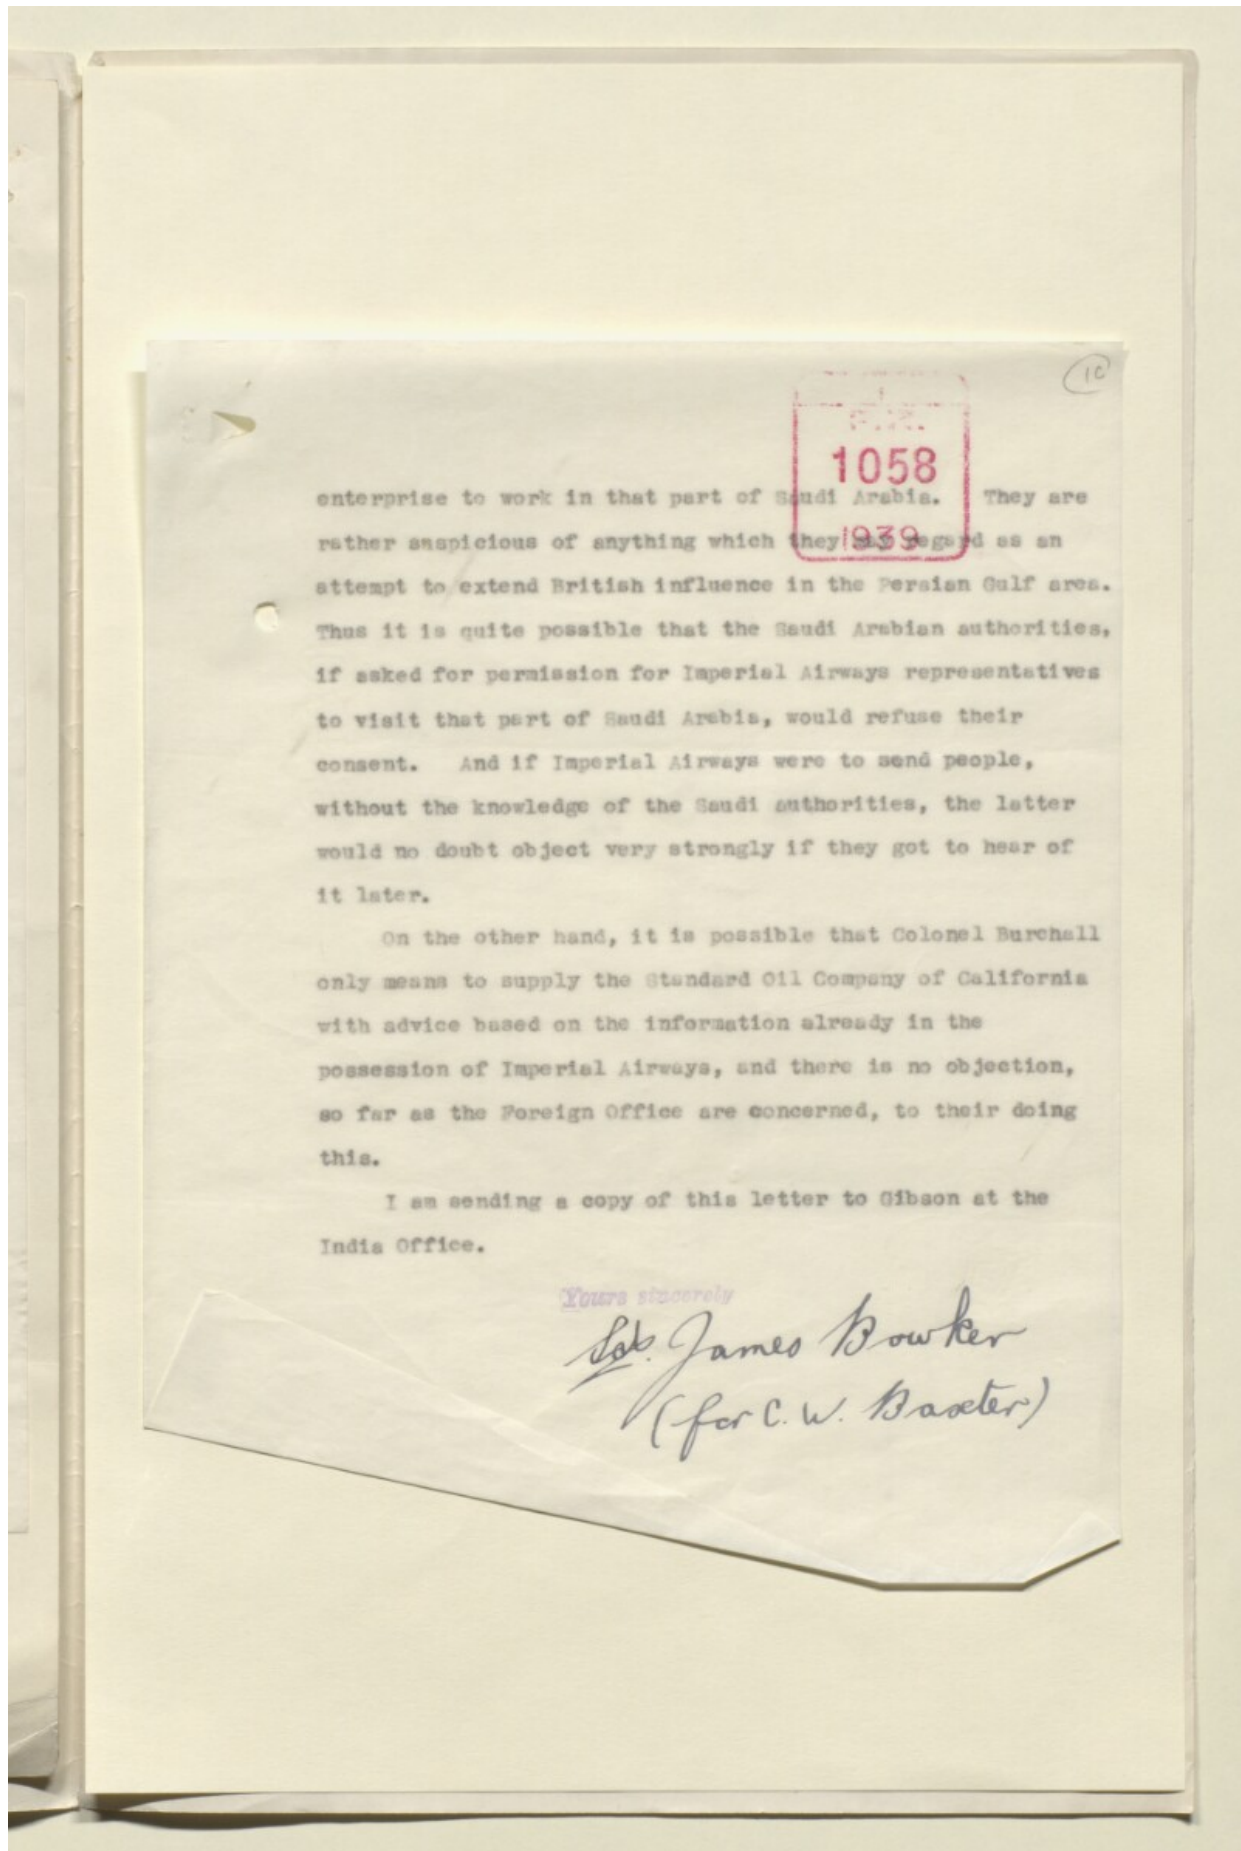 10
P.Z.
1058
1939
enterprise to work in that part of Saudi Arabia. They are
rather suspicious of anything which they may regard as an
attempt to extend British influence in the Persian Gulf area.
Thus it is quite possible that the Saudi Arabian authorities,
if asked for permission for Imperial Airways representatives
to visit that part of Saudi Arabia, would refuse their
consent. And if Imperial Airways were to send people,
without the knowledge of the Saudi authorities, the latter
would no doubt object very strongly if they got to hear of
it later.
On the other hand, it is possible that Colonel Burchall
only means to supply the Standard Oil Company of California
with advice based on the information already in the
possession of Imperial Airways, and there is no objection,
so far as the Foreign Office are concerned, to their doing
this.
I am sending a copy of this letter to Gibson at the
India Office.
Yours sincerely
Sgd. James Bowker
(for C. W. Baxter)